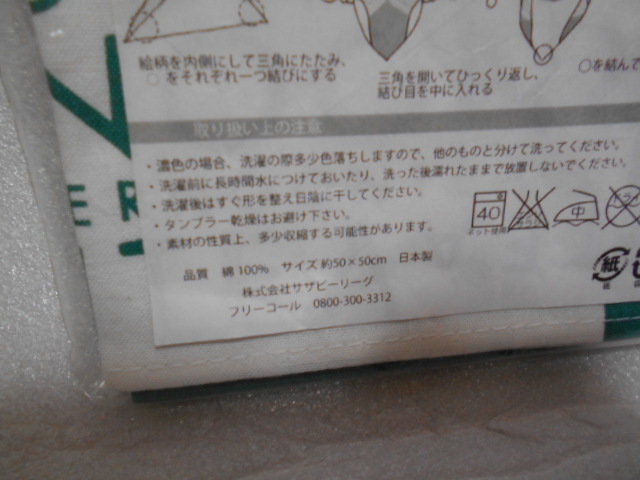 絵柄を内側にして三角にたたみ、
○をそれぞれ一つ結びにする
三角を開いてひっくり返し、
結び目を中に入れる
○を結んで
取り扱い上の注意
・濃色の場合、洗濯の際多少色落ちしますので、他のものと分けて洗ってください。
・洗濯前に長時間水につけておいたり、洗った後濡れたままで放置しないでください。
・洗濯後はすぐ形を整え日陰に干してください。
・タンブラー乾燥はお避け下さい。
・素材の性質上、多少収縮する可能性があります。
40
ネット使用
中
品質 綿100% サイズ 約50×50cm 日本製
株式会社サザビーリーグ
フリーコール 0800-300-3312
紙
ER